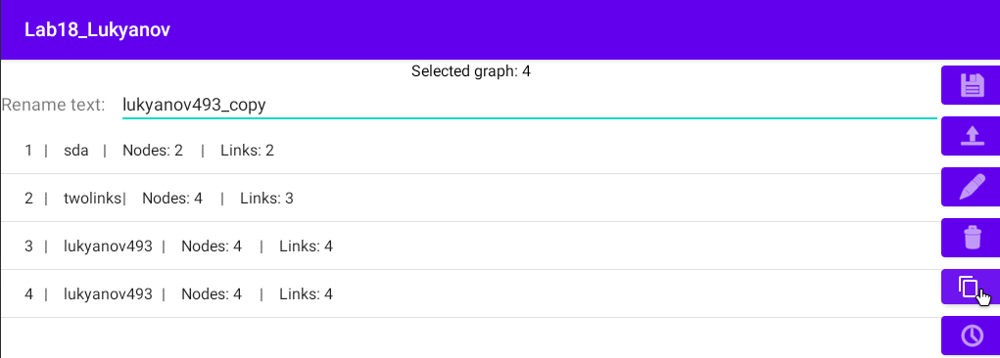 Lab18_Lukyanov
Selected graph: 4
Rename text: lukyanov493_copy
1 | sda | Nodes: 2 | Links: 2
2 | twolinks| Nodes: 4 | Links: 3
3 | lukyanov493 | Nodes: 4 | Links: 4
4 | lukyanov493 | Nodes: 4 | Links: 4